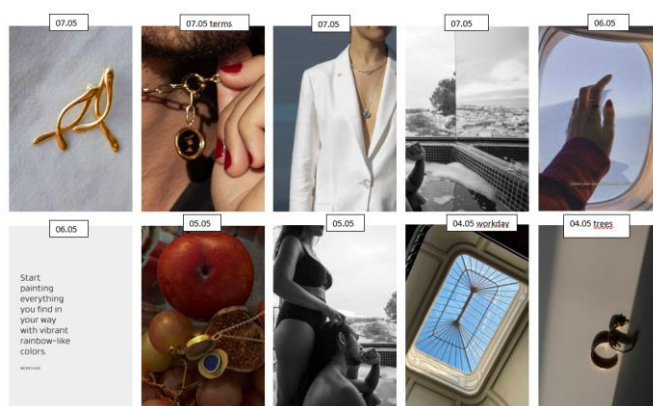 07.05
07.05 terms
07.05
07.05
06.05
06.05
05.05
05.05
04.05 workday
04.05 trees
Start
painting
everything
you find in
your way
with vibrant
rainbow-like
colors.